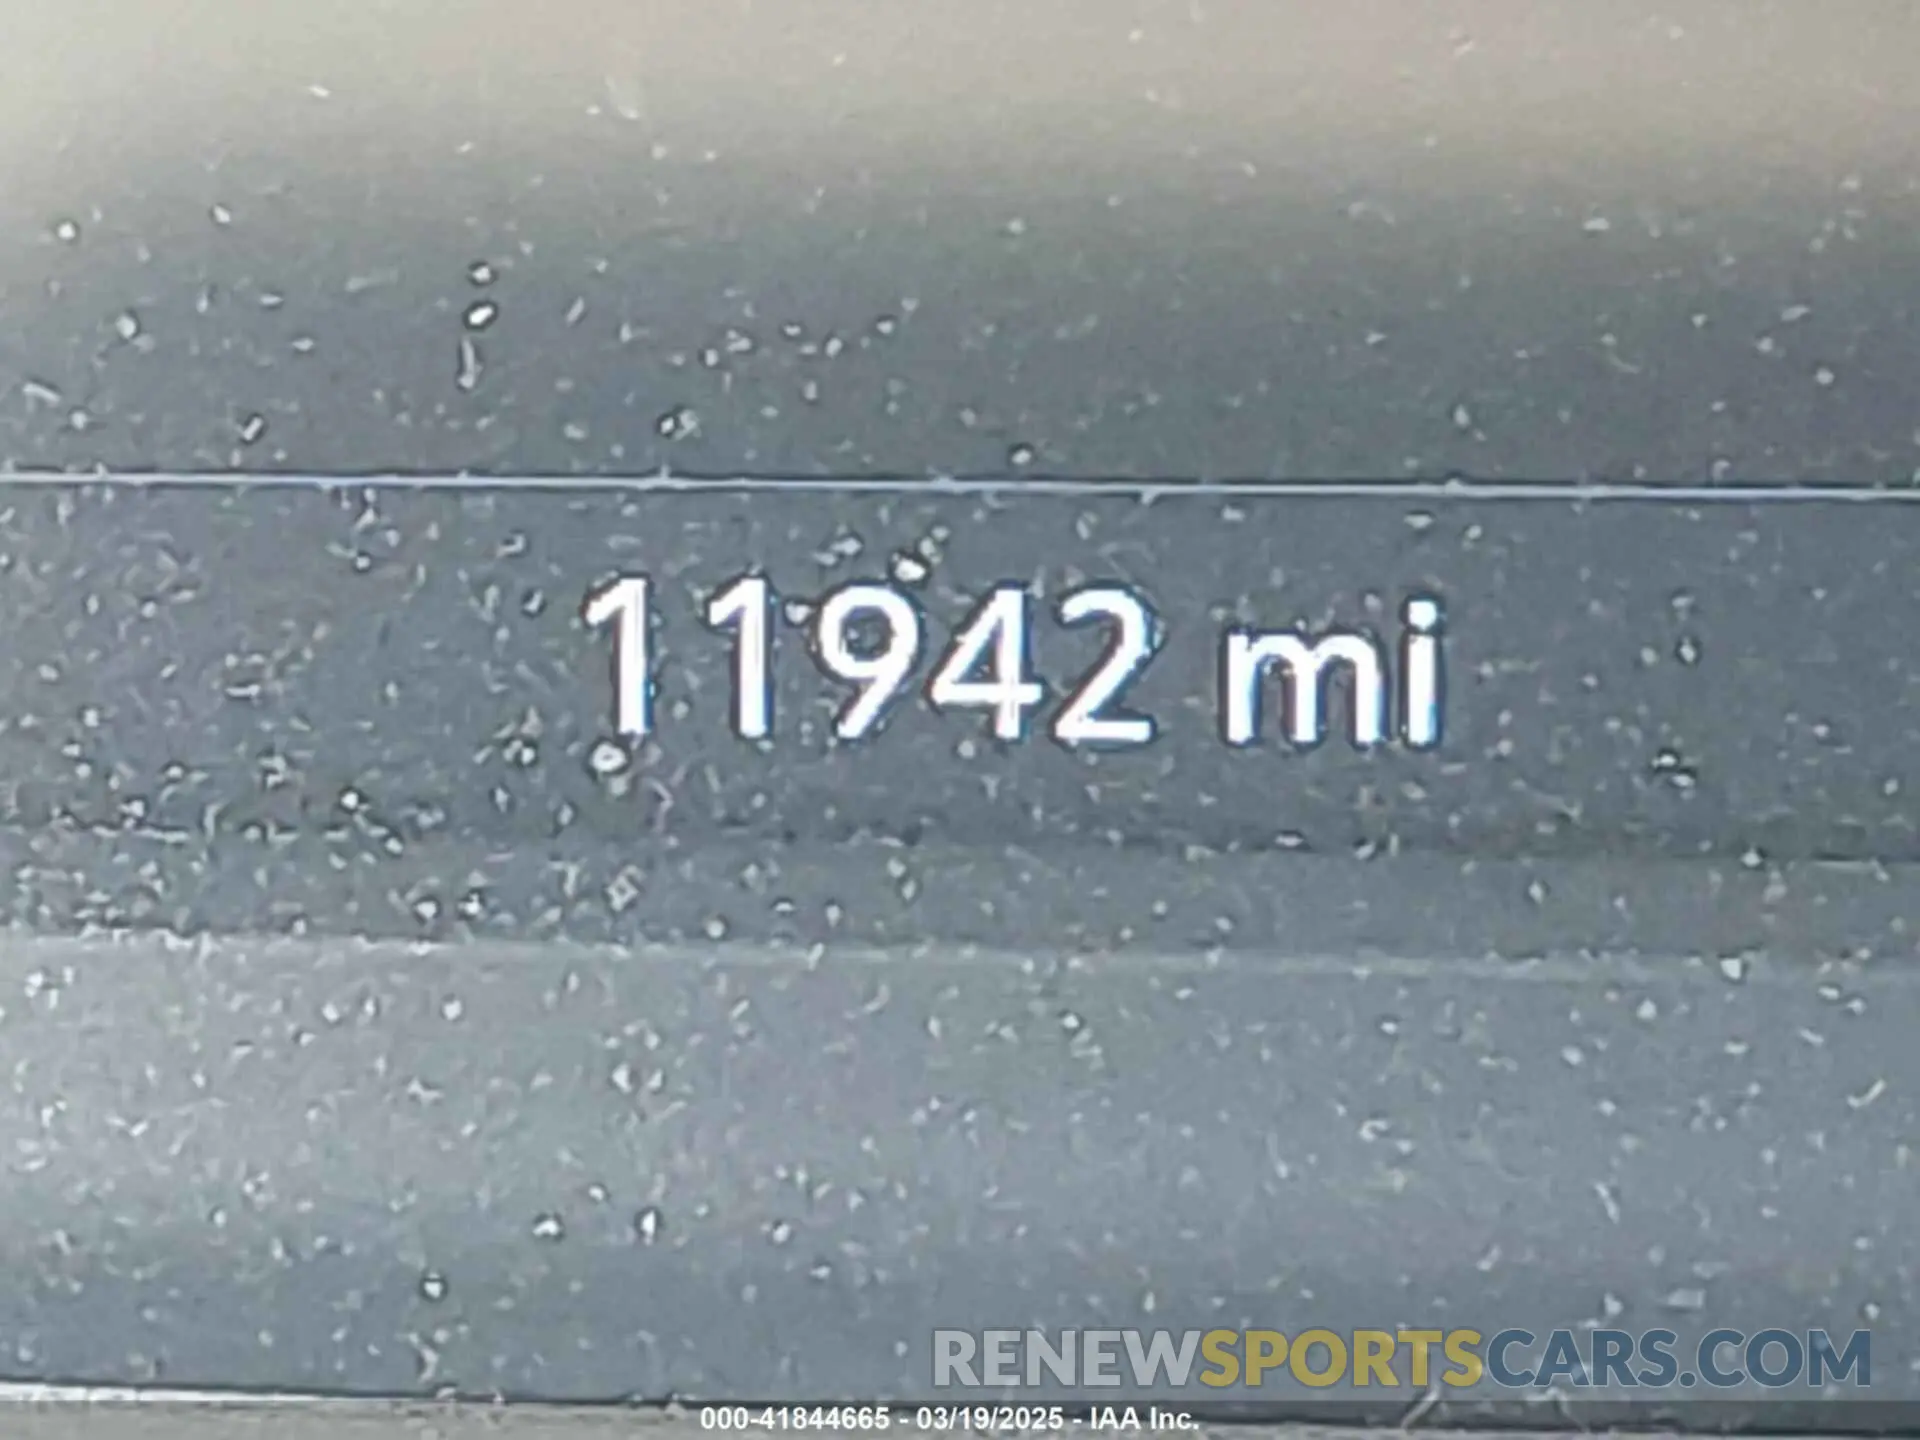 11942 mi
RENEWSPORTSCARS.COM
000-41844665 - 03/19/2025 - IAA Inc.